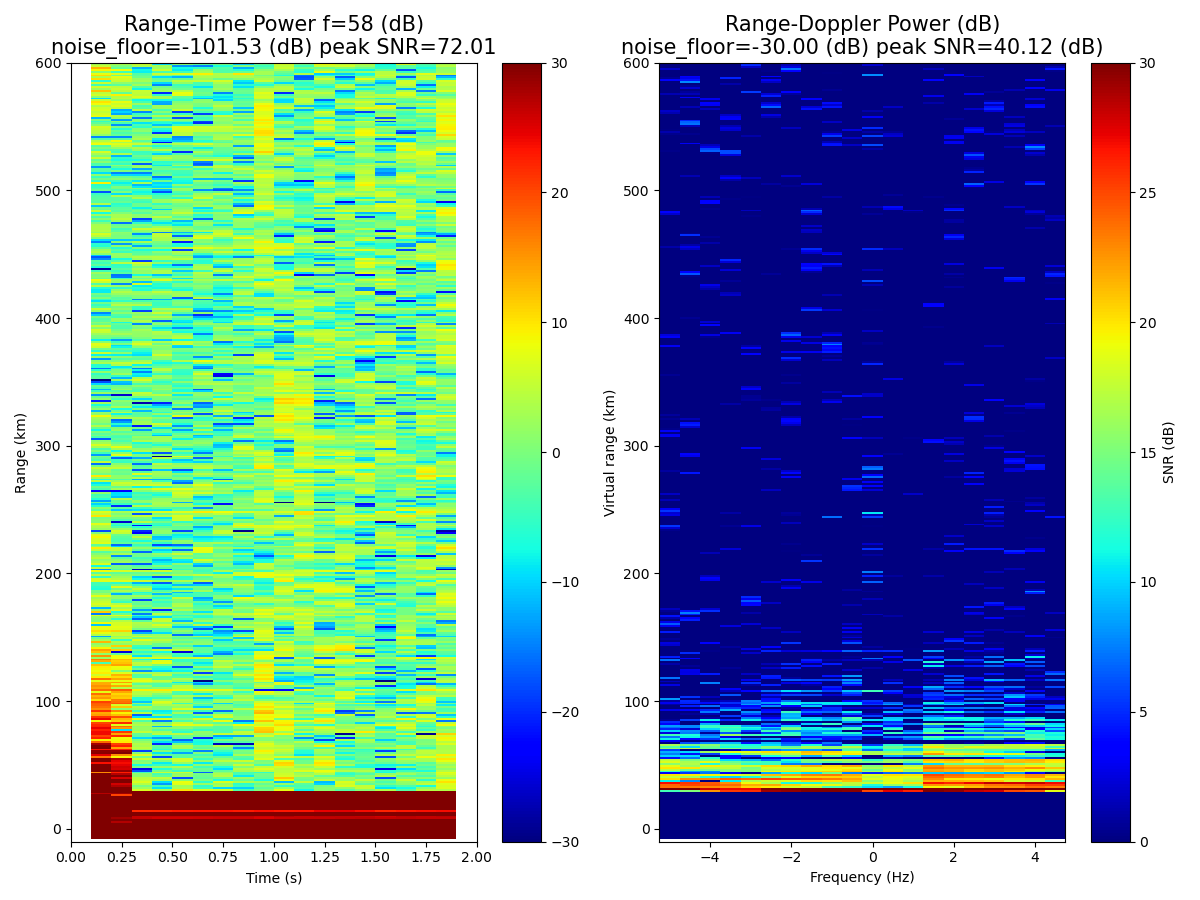 Range-Time Power f=58 (dB)
noise_floor=-101.53 (dB) peak SNR=72.01
Range-Doppler Power (dB)
noise_floor=-30.00 (dB) peak SNR=40.12 (dB)
600
500
400
300
200
100
0
Range (km)
0.00 0.25 0.50 0.75 1.00 1.25 1.50 1.75 2.00
Time (s)
30
20
10
0
−10
−20
−30
600
500
400
300
200
100
0
Virtual range (km)
−4 −2 0 2 4
Frequency (Hz)
30
25
20
15
10
5
0
SNR (dB)